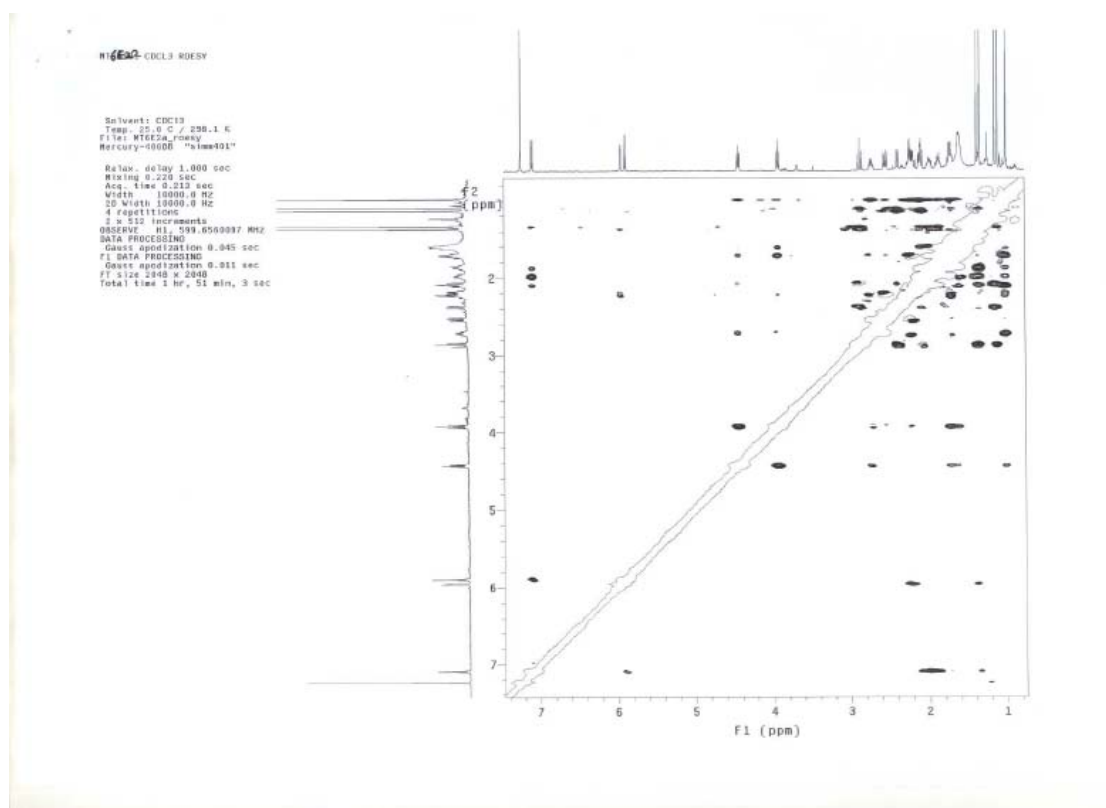 CDCL3 ROESY
Solvent: CDCl3
Temp. 25.0 C / 298.1 K
File: MT6E2a_roesy
Mercury-400BB "simm401"
Relax. delay 1.000 sec
Mixing 0.220 sec
Acq. time 0.213 sec
Width 10000.0 Hz
2D Width 10000.0 Hz
4 repetitions
2 x 512 increments
OBSERVE H1, 599.6560097 MHz
DATA PROCESSING
Gauss apodization 0.045 sec
F1 DATA PROCESSING
Gauss apodization 0.011 sec
FT size 2048 x 2048
Total time 1 hr, 51 min, 3 sec
F2
(ppm)
2
3
4
5
6
7
7 6 5 4 3 2 1
F1 (ppm)